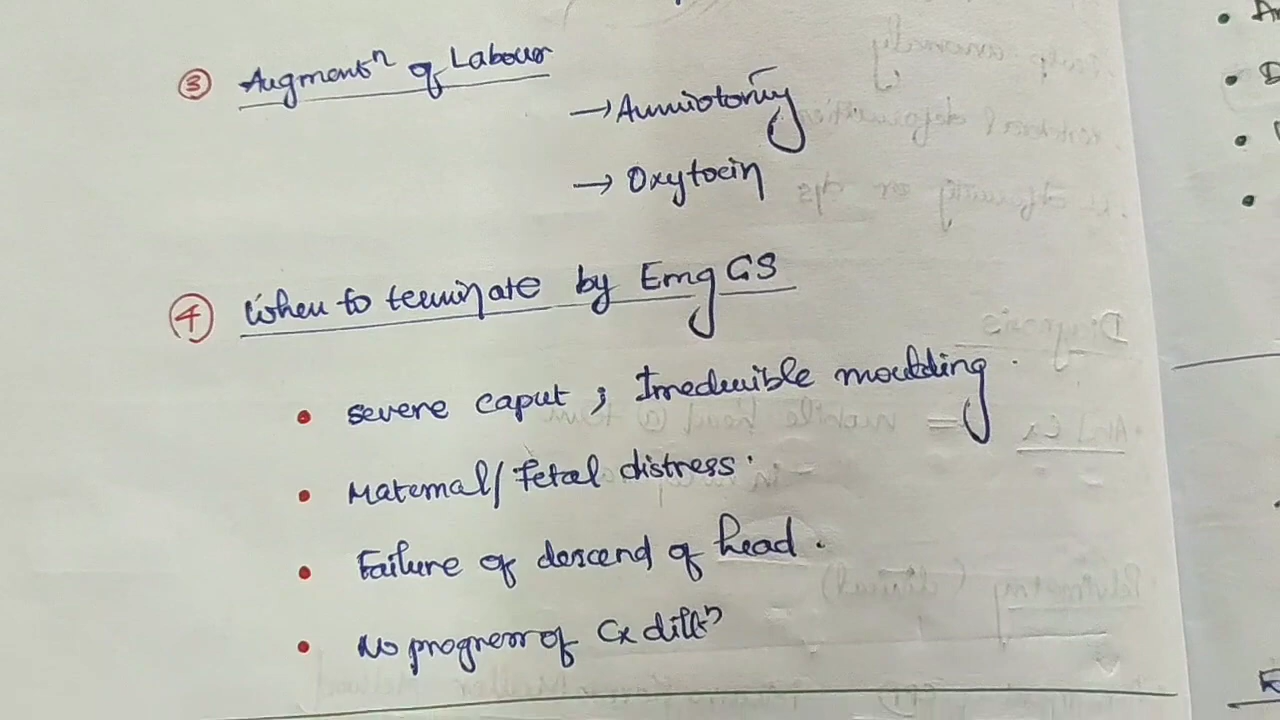 ③ Augmentⁿ of Labour
→ Amniotomy
→ Oxytocin
④ When to terminate by Emg CS
• severe caput ; Irreducible moulding .
• Maternal/ Fetal distress .
• Failure of descend of head .
• No progress of Cx diltⁿ